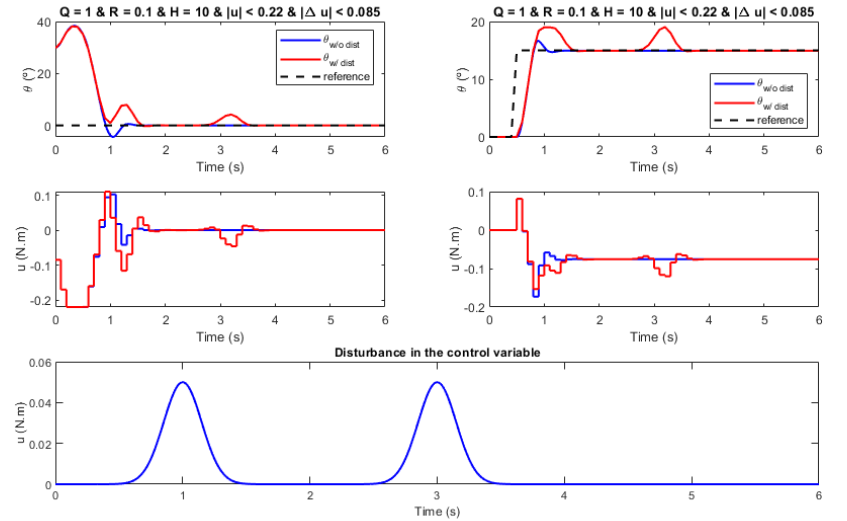 Q = 1 & R = 0.1 & H = 10 & |u| < 0.22 & |Δ u| < 0.085
40
20
0
θ (º)
θw/o dist
θw/ dist
reference
0 1 2 3 4 5 6
Time (s)
Q = 1 & R = 0.1 & H = 10 & |u| < 0.22 & |Δ u| < 0.085
20
10
0
θ (º)
θw/o dist
θw/ dist
reference
0 1 2 3 4 5 6
Time (s)
0.1
0
-0.1
-0.2
u (N.m)
0 1 2 3 4 5 6
Time (s)
0.1
0
-0.1
-0.2
u (N.m)
0 1 2 3 4 5 6
Time (s)
Disturbance in the control variable
0.06
0.04
0.02
0
u (N.m)
0 1 2 3 4 5 6
Time (s)